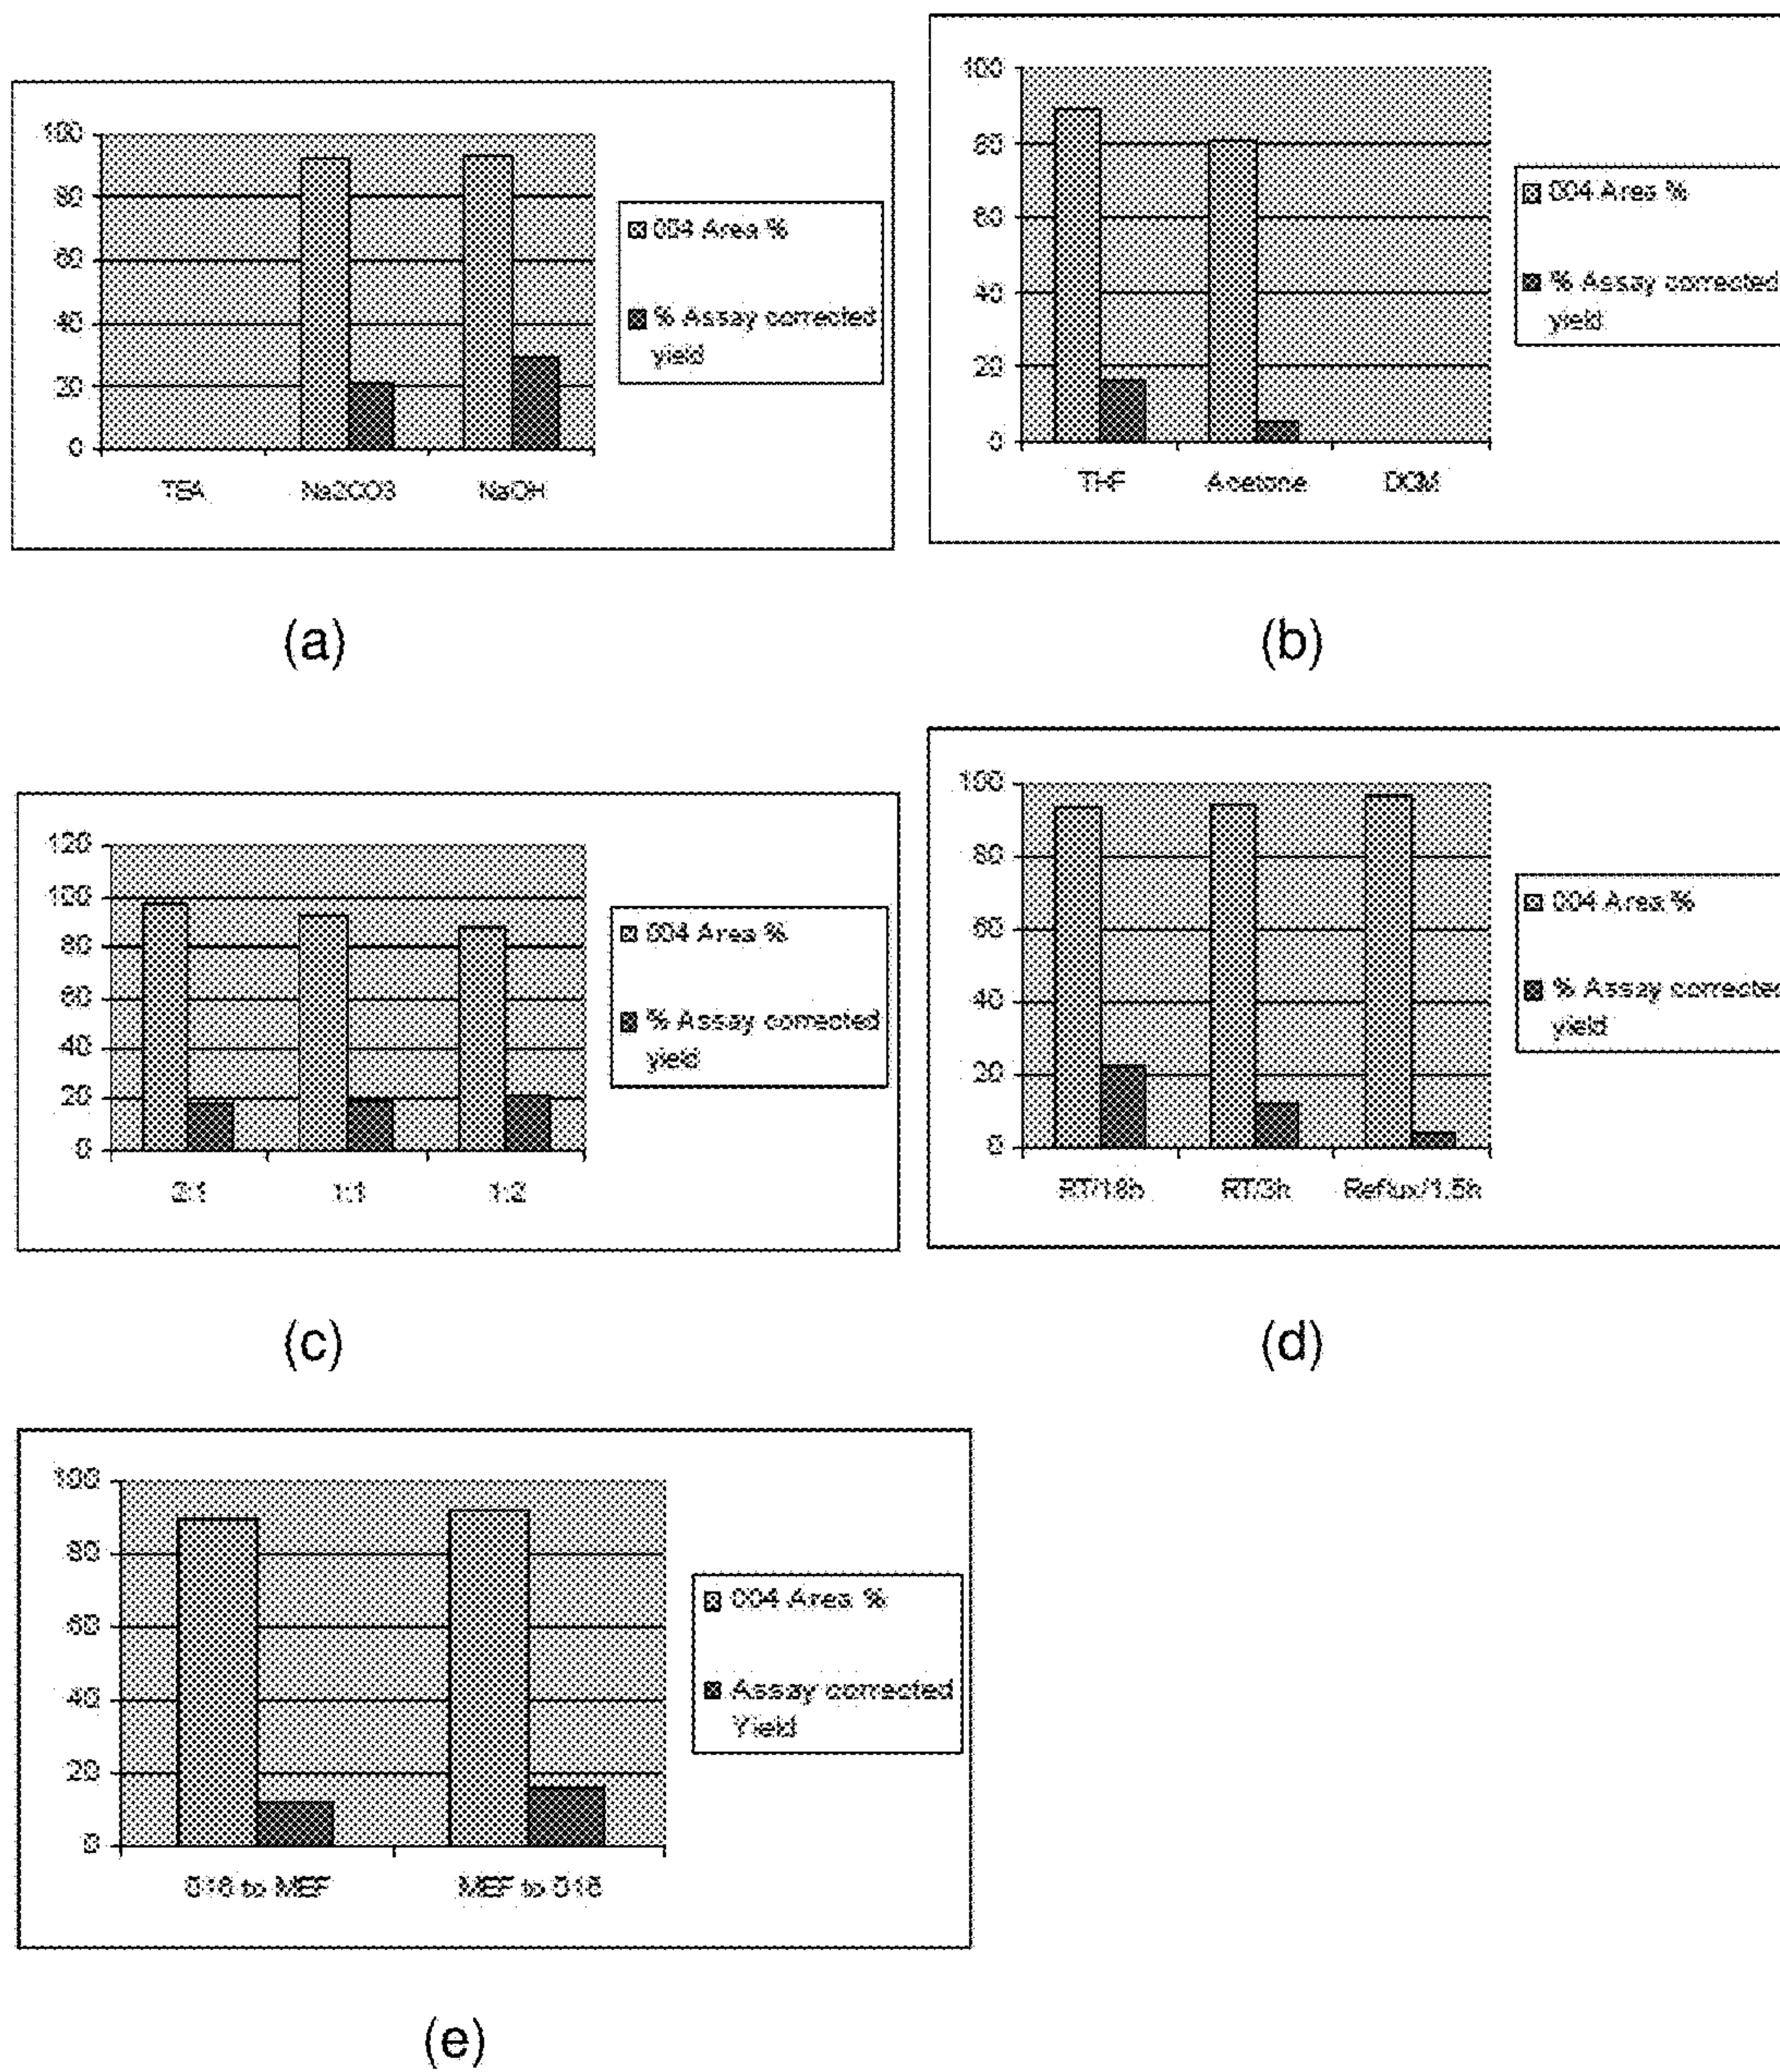 100
80
60
40
20
0
TEA Na2CO3 NaOH
004 Area %
% Assay corrected
yield
(a)
100
80
60
40
20
0
THF Acetone DCM
004 Area %
% Assay corrected
yield
(b)
120
100
80
60
40
20
0
2:1 1:1 1:2
004 Area %
% Assay corrected
yield
(c)
100
80
60
40
20
0
RT/18h RT/3h Reflux/1.5h
004 Area %
% Assay corrected
yield
(d)
100
80
60
40
20
0
016 to MEF MEF to 016
004 Area %
Assay corrected
Yield
(e)